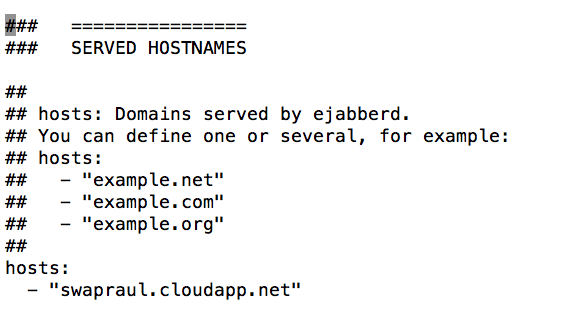 ###   ================
###   SERVED HOSTNAMES

##
## hosts: Domains served by ejabberd.
## You can define one or several, for example:
## hosts:
##   - "example.net"
##   - "example.com"
##   - "example.org"
##
hosts:
  - "swapraul.cloudapp.net"